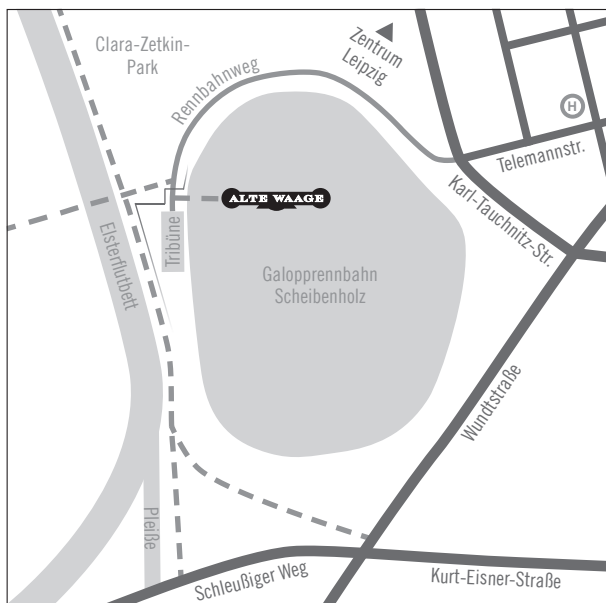 Clara-Zetkin-
Park
Rennbahnweg
Zentrum
Leipzig
H
Telemannstr.
Karl-Tauchnitz-Str.
ALTE WAAGE
Tribüne
Elsterflutbett
Galopprennbahn
Scheibenholz
Wundtstraße
Pleiße
Schleußiger Weg
Kurt-Eisner-Straße